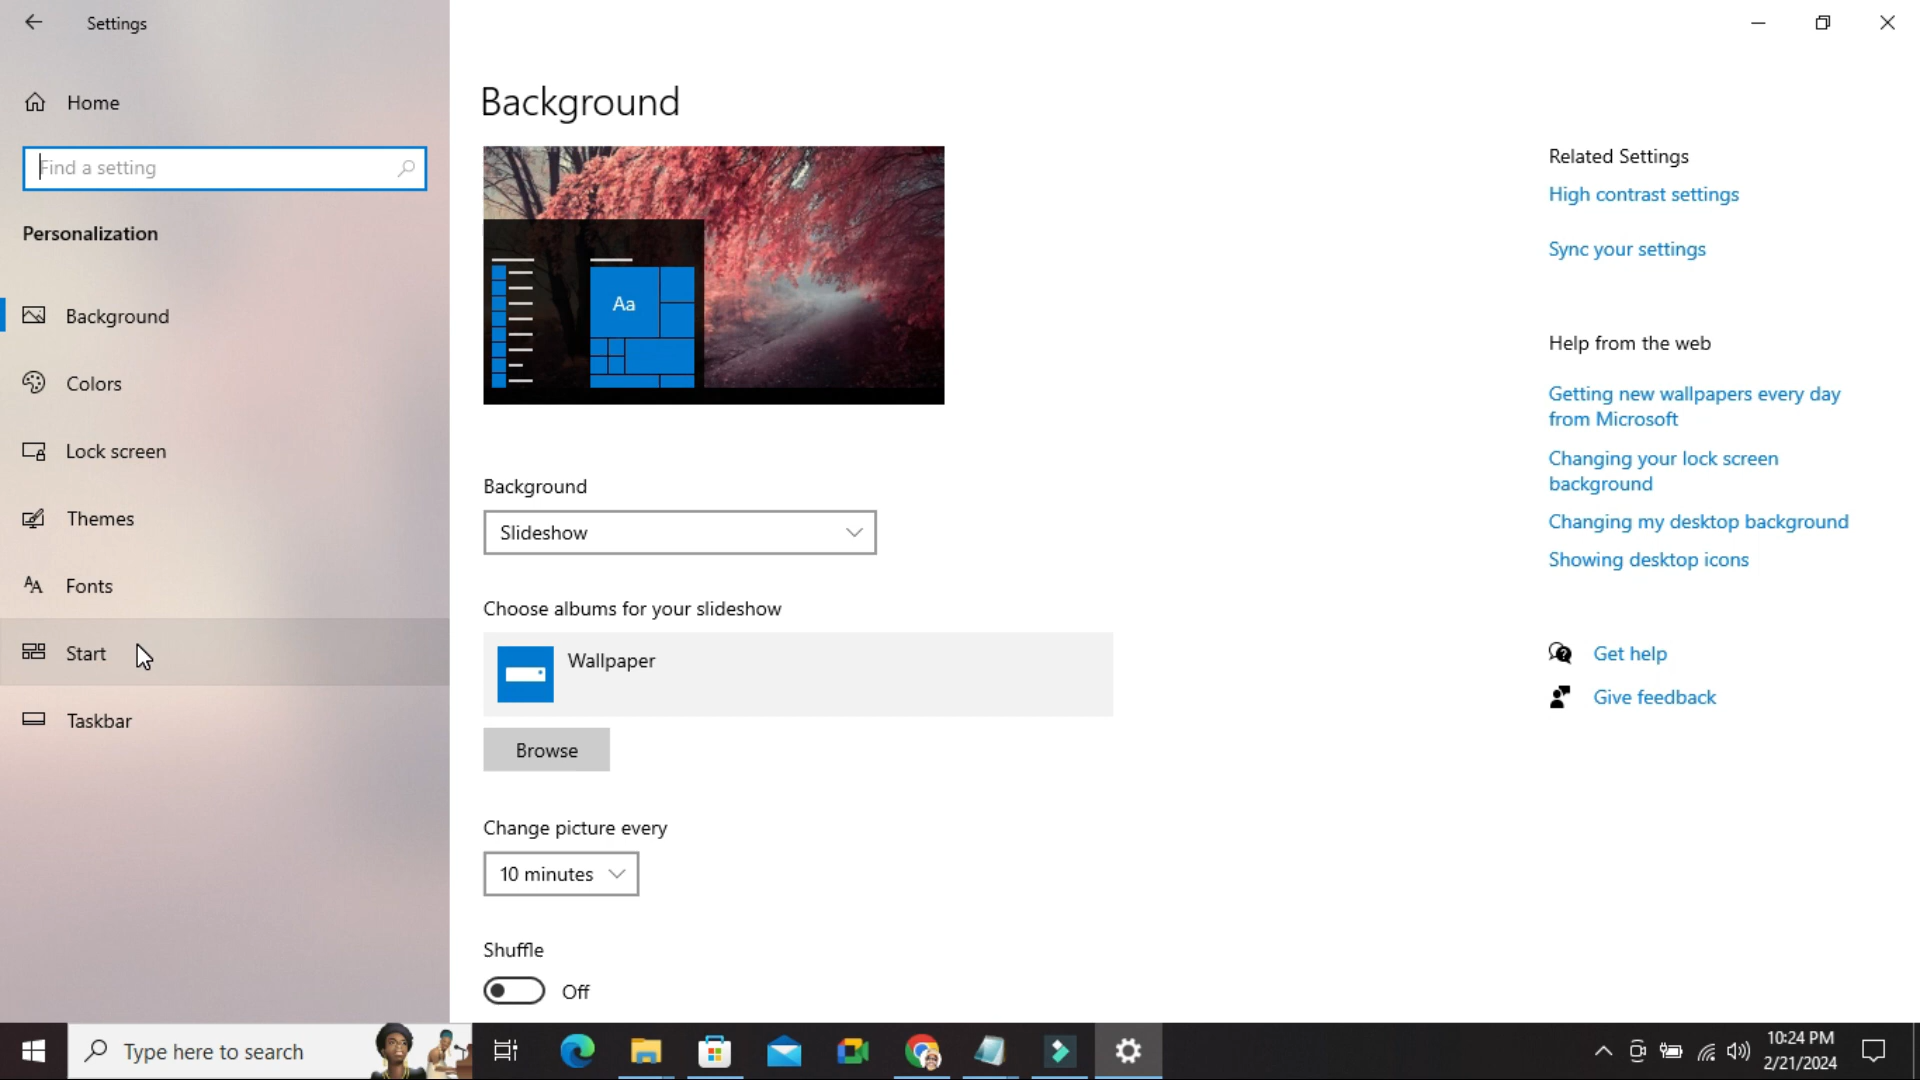 Settings
Home
Find a setting
Personalization
Background
Colors
Lock screen
Themes
Fonts
Start
Taskbar
Background
Aa
Background
Slideshow
Choose albums for your slideshow
Wallpaper
Browse
Change picture every
10 minutes
Shuffle
Off
Related Settings
High contrast settings
Sync your settings
Help from the web
Getting new wallpapers every day
from Microsoft
Changing your lock screen
background
Changing my desktop background
Showing desktop icons
Get help
Give feedback
Type here to search
10:24 PM
2/21/2024